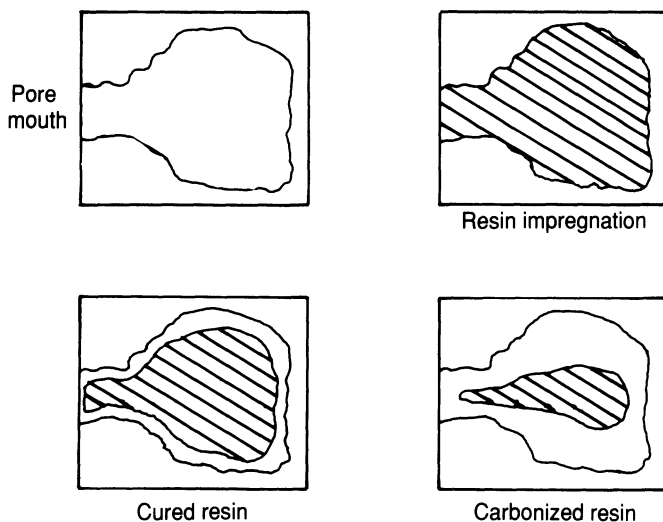 Pore
mouth
Resin impregnation
Cured resin
Carbonized resin